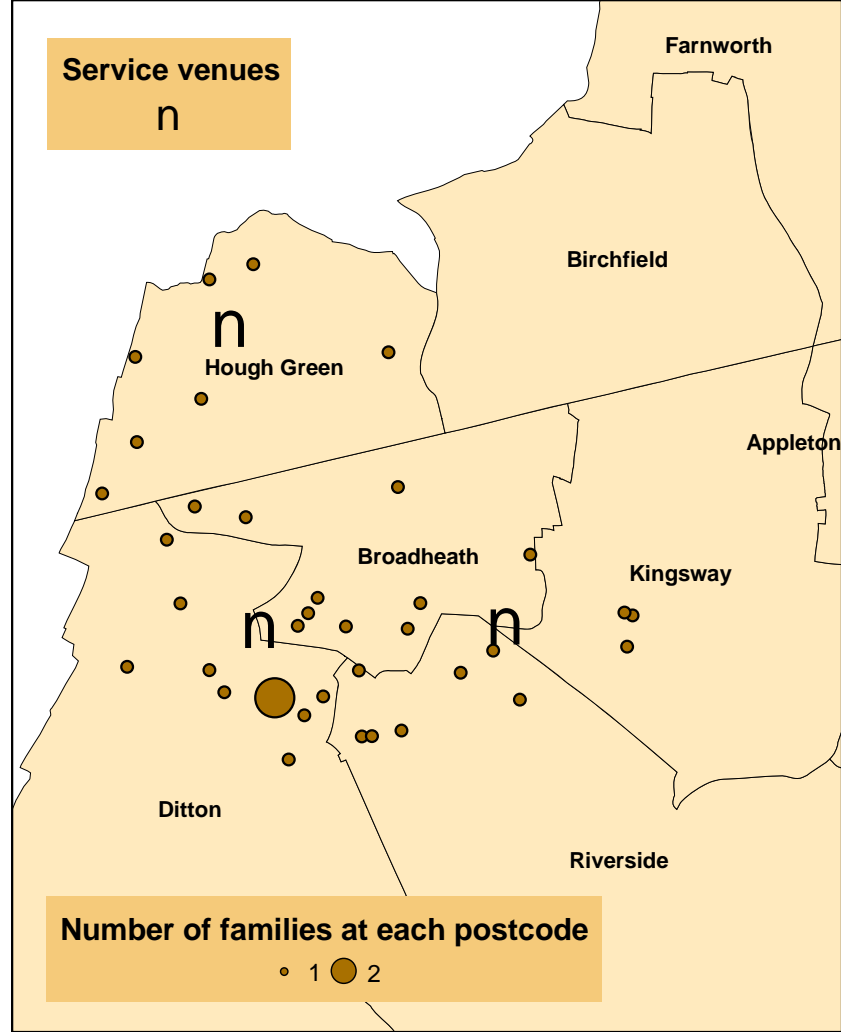 Farnworth
Service venues
n
Birchfield
n
Hough Green
Appleton
Broadheath
Kingsway
n
n
Ditton
Riverside
Number of families at each postcode
1 2